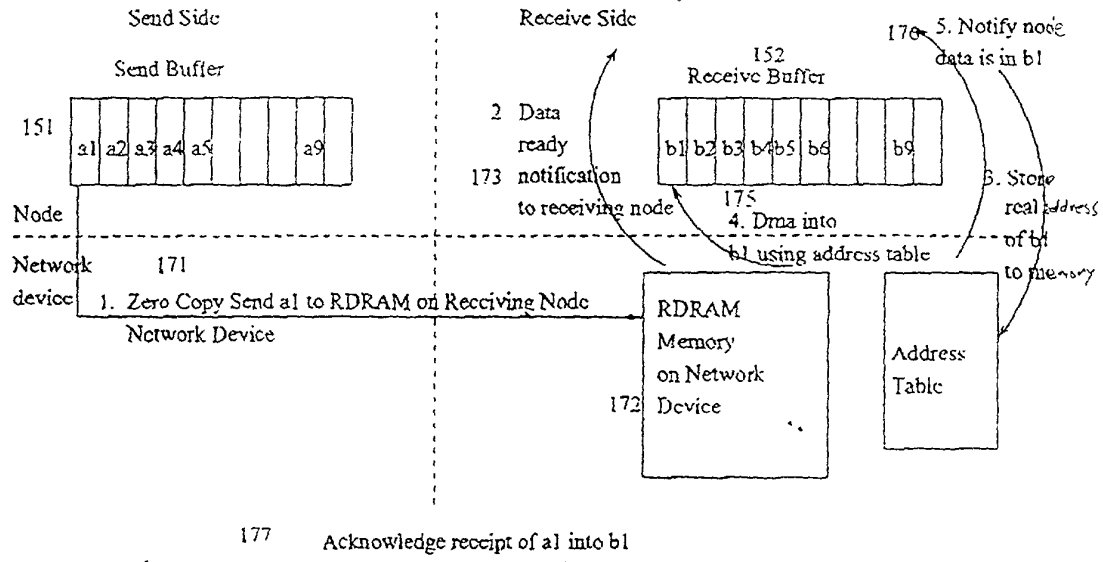 Send Side
Receive Side
Send Buffer
151
a1 a2 a3 a4 a5 a9
2 Data
ready
173 notification
to receiving node
152
Receive Buffer
b1 b2 b3 b4 b5 b6 b9
176
5. Notify node
data is in b1
3. Store
real address
of b1
to memory
175
4. Dma into
b1 using address table
Node
Network
device
171
1. Zero Copy Send a1 to RDRAM on Receiving Node
Network Device
RDRAM
Memory
on Network
172 Device
Address
Table
177 Acknowledge receipt of a1 into b1